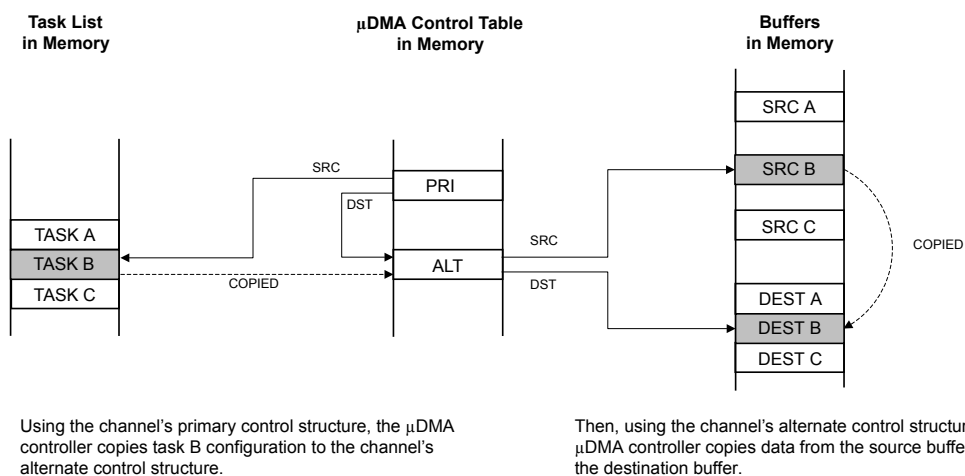 Task List
in Memory
µDMA Control Table
in Memory
Buffers
in Memory
SRC A
SRC
PRI
SRC B
DST
TASK A
SRC C
SRC
COPIED
TASK B
ALT
COPIED
DST
TASK C
DEST A
DEST B
DEST C
Using the channel's primary control structure, the µDMA
controller copies task B configuration to the channel's
alternate control structure.
Then, using the channel's alternate control structur
µDMA controller copies data from the source buffe
the destination buffer.